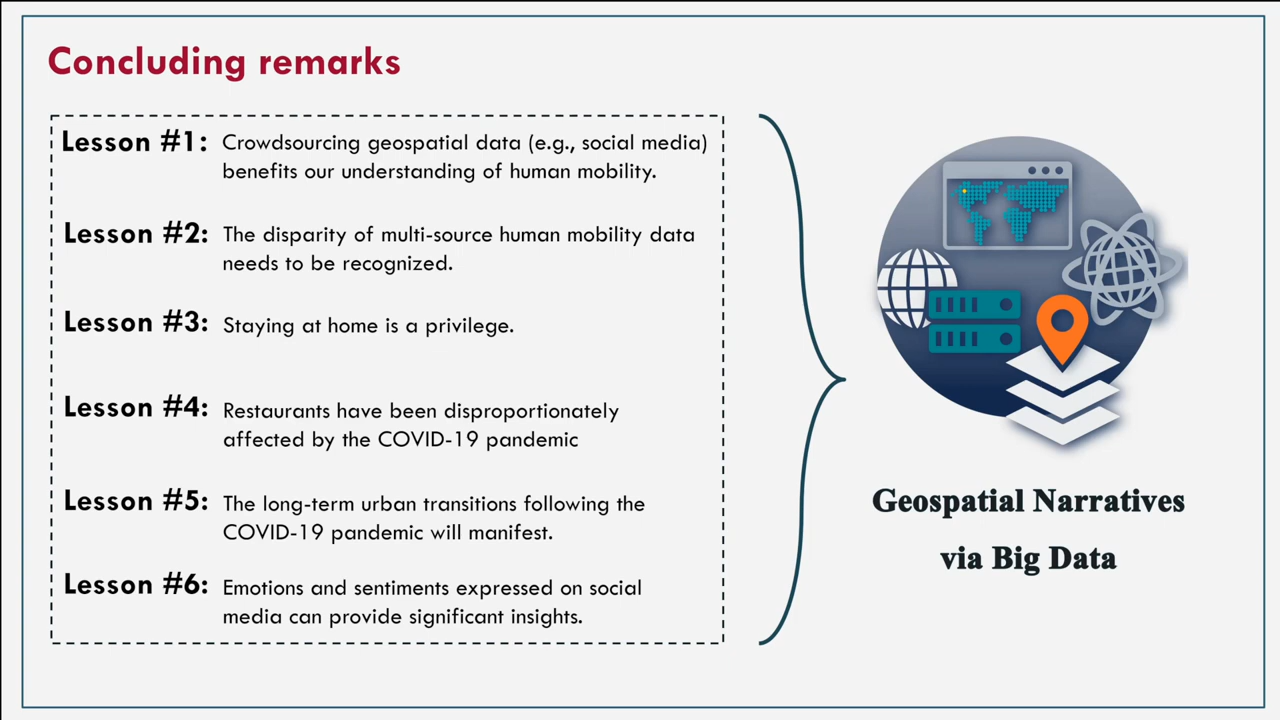 Concluding remarks
Lesson #1: Crowdsourcing geospatial data (e.g., social media)
benefits our understanding of human mobility.
Lesson #2: The disparity of multi-source human mobility data
needs to be recognized.
Lesson #3: Staying at home is a privilege.
Lesson #4: Restaurants have been disproportionately
affected by the COVID-19 pandemic
Lesson #5: The long-term urban transitions following the
COVID-19 pandemic will manifest.
Lesson #6: Emotions and sentiments expressed on social
media can provide significant insights.
Geospatial Narratives
via Big Data